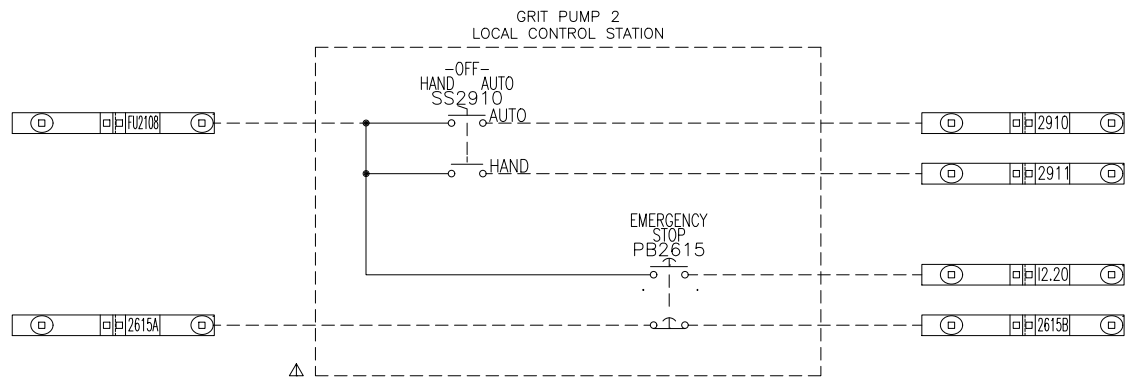 GRIT PUMP 2
LOCAL CONTROL STATION
-OFF-
HAND AUTO
SS2910
FU2108
AUTO
2910
HAND
2911
EMERGENCY
STOP
PB2615
I2.20
2615A
2615B